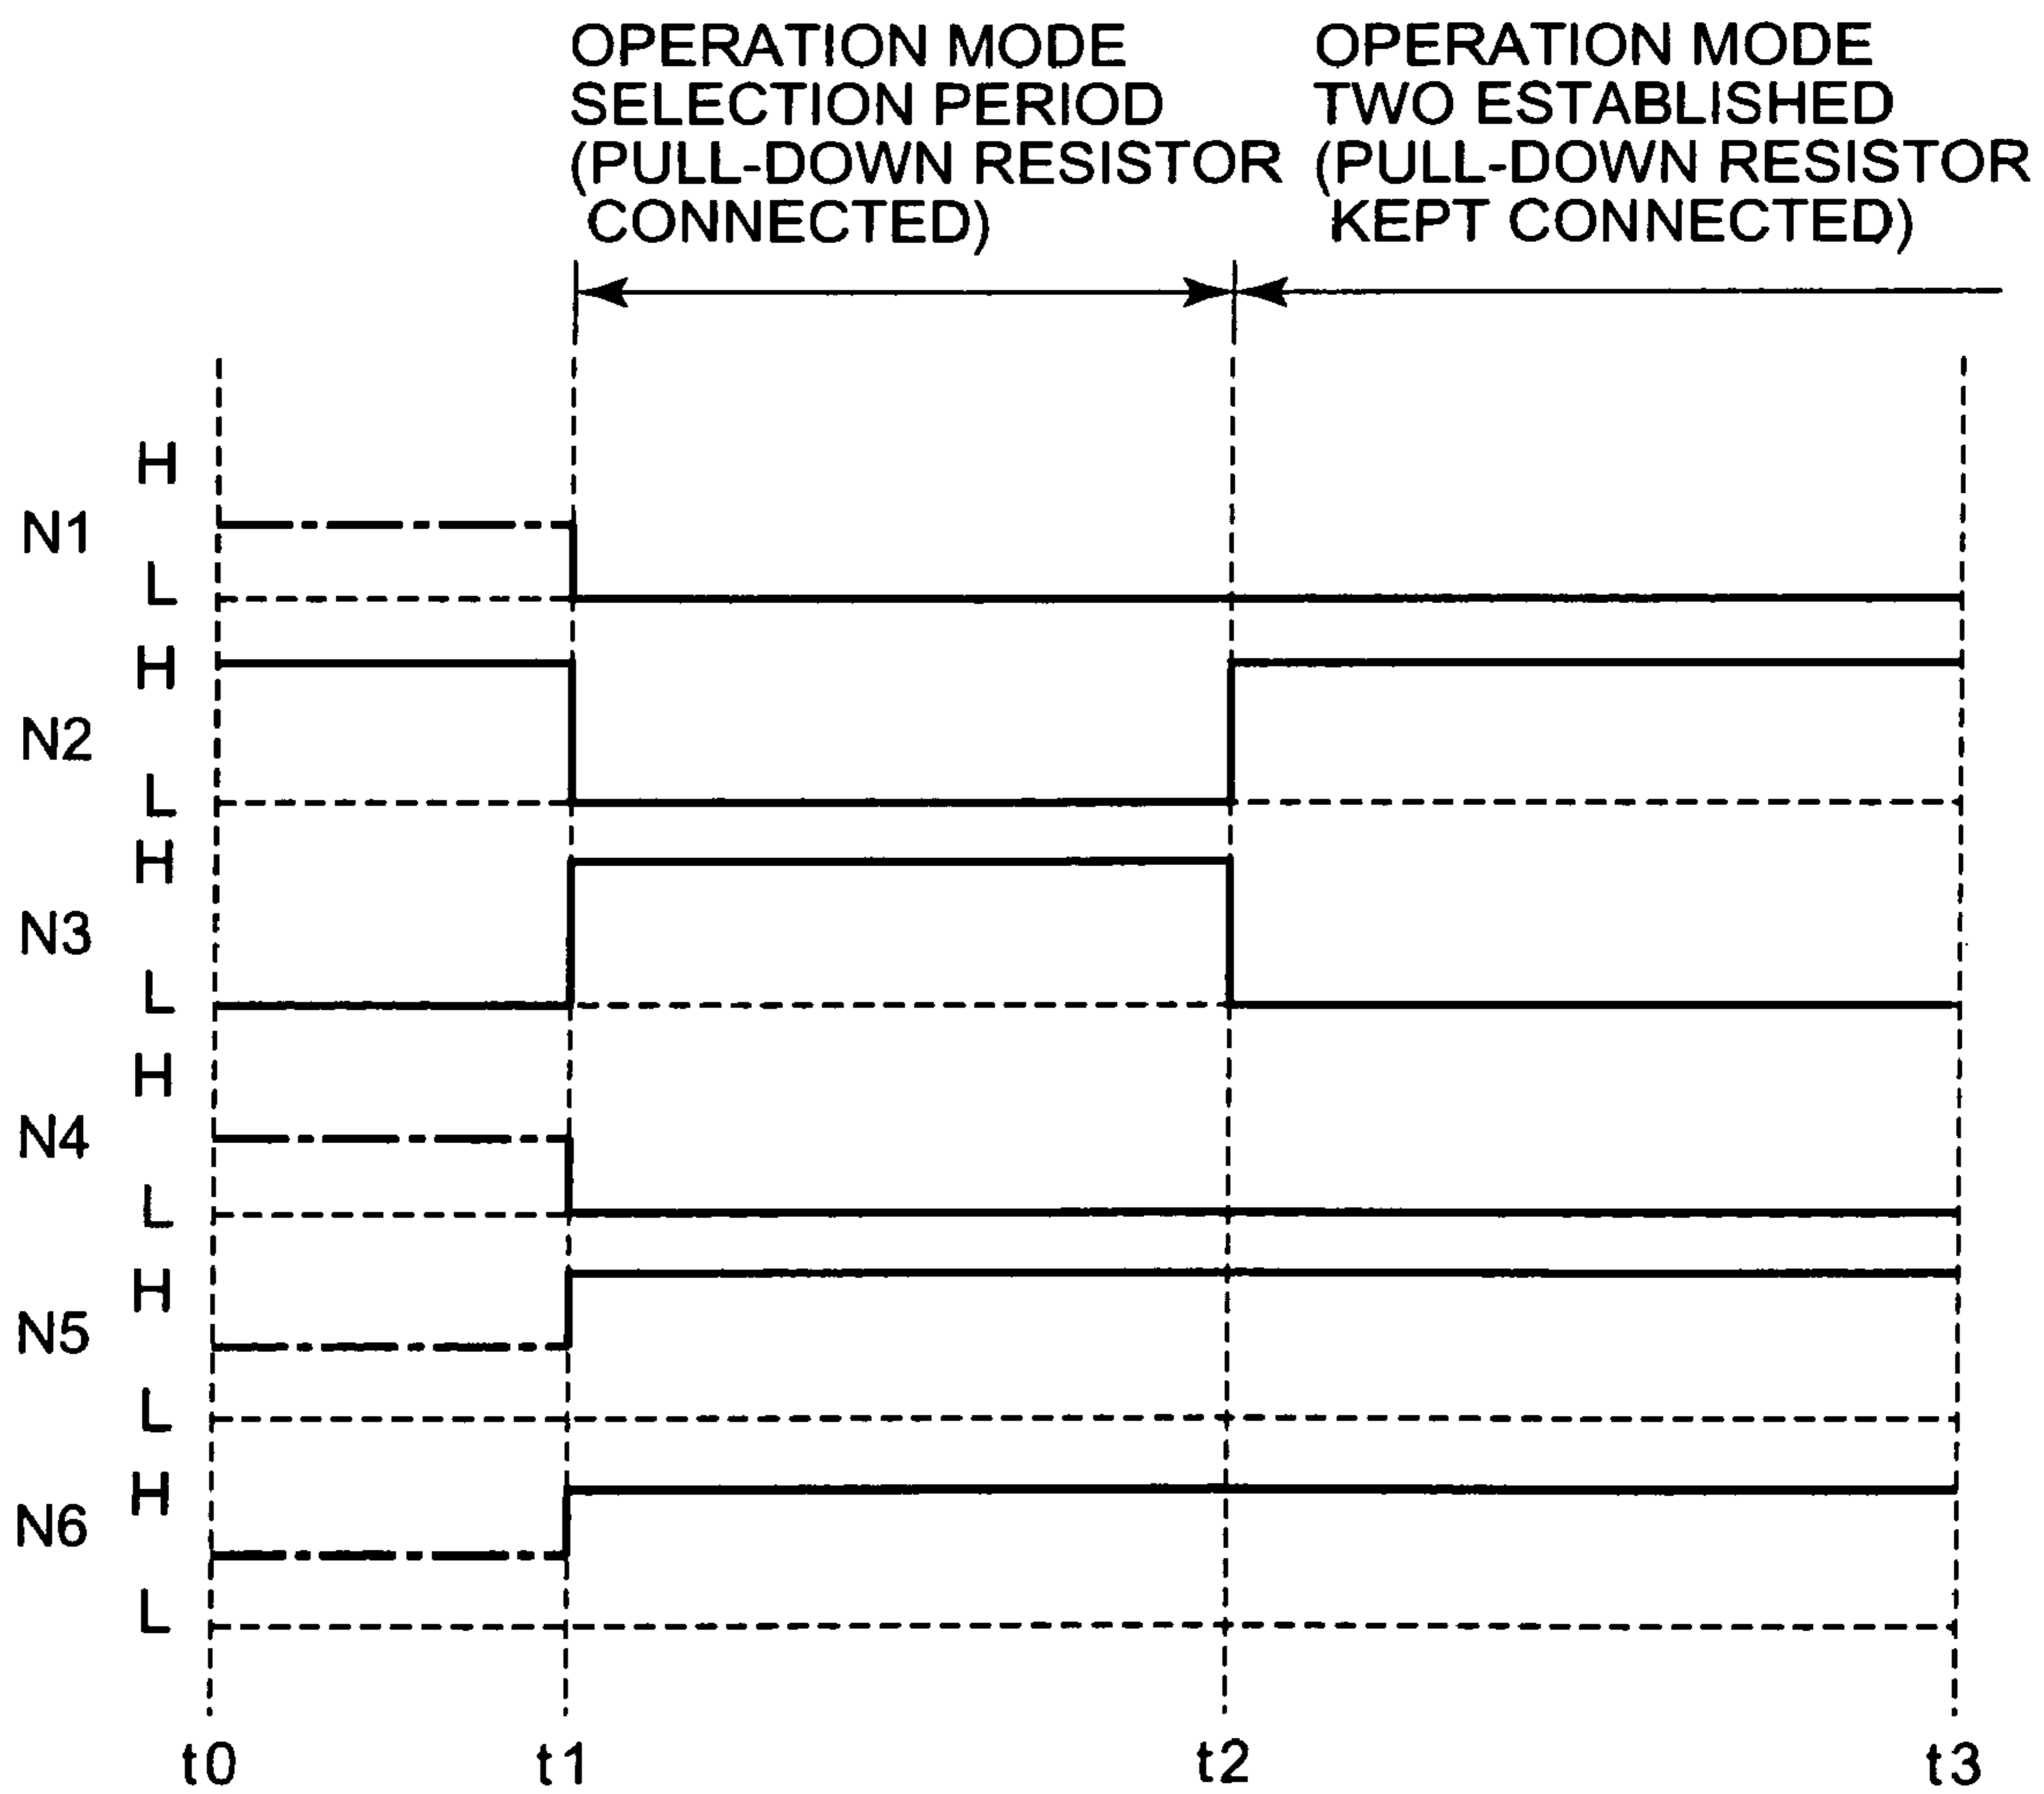 OPERATION MODE
SELECTION PERIOD
(PULL-DOWN RESISTOR
CONNECTED)
OPERATION MODE
TWO ESTABLISHED
(PULL-DOWN RESISTOR
KEPT CONNECTED)
H
N1
L
H
N2
L
H
N3
L
H
N4
L
H
N5
L
H
N6
L
t0 t1 t2 t3